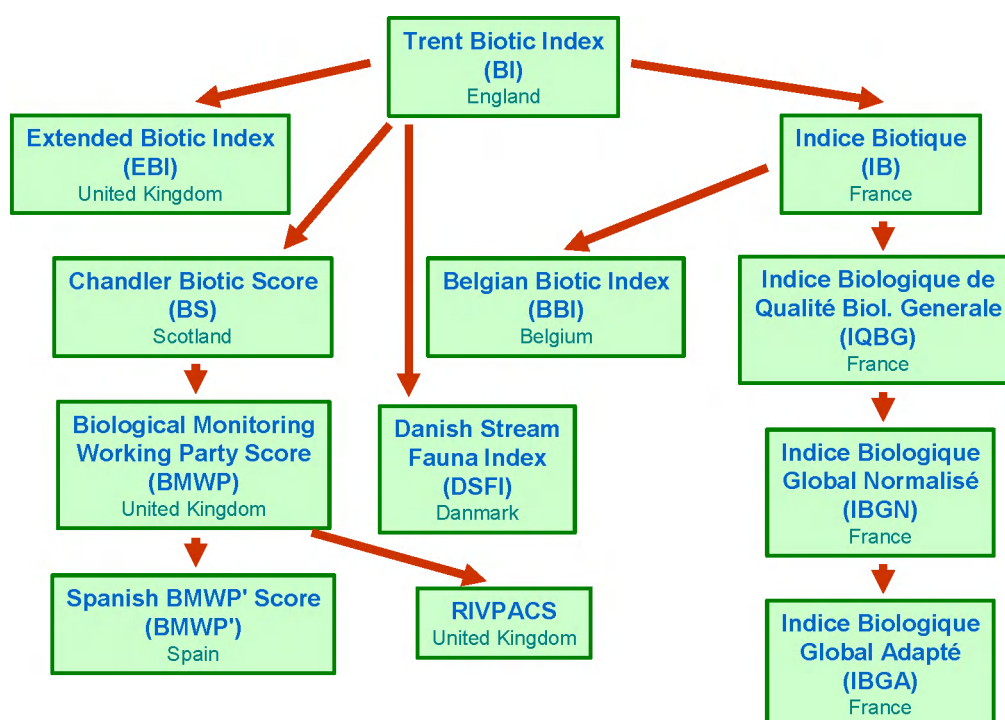 Trent Biotic Index
(BI)
England
Extended Biotic Index
(EBI)
United Kingdom
Indice Biotique
(IB)
France
Chandler Biotic Score
(BS)
Scotland
Belgian Biotic Index
(BBI)
Belgium
Indice Biologique de
Qualité Biol. Generale
(IQBG)
France
Biological Monitoring
Working Party Score
(BMWP)
United Kingdom
Danish Stream
Fauna Index
(DSFI)
Danmark
Indice Biologique
Global Normalisé
(IBGN)
France
Spanish BMWP' Score
(BMWP')
Spain
RIVPACS
United Kingdom
Indice Biologique
Global Adapté
(IBGA)
France